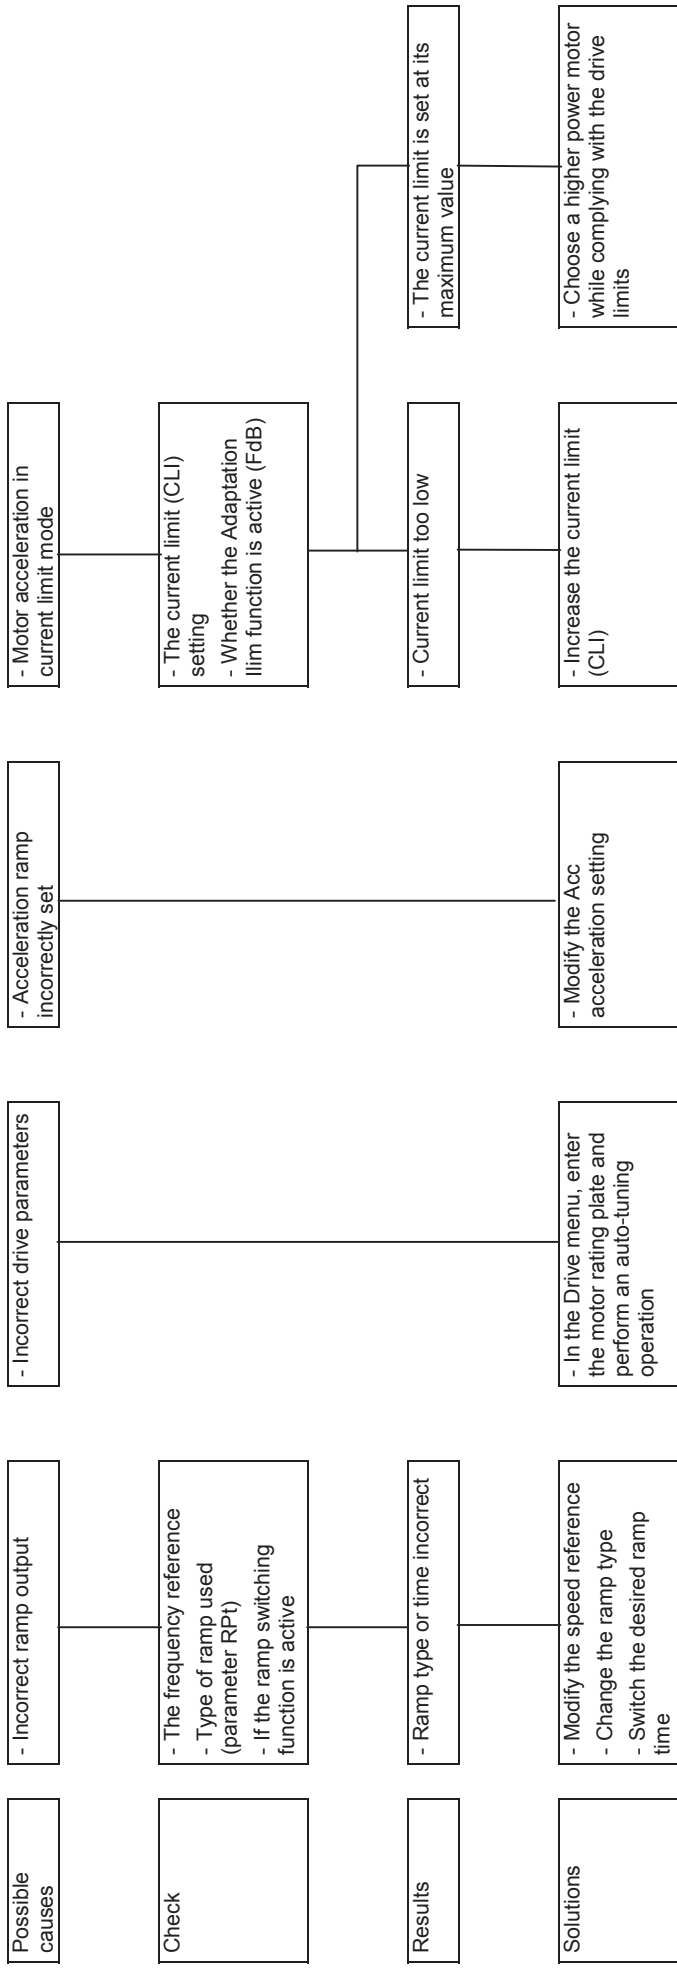 Possible
causes
- Incorrect ramp output
- Incorrect drive parameters
- Acceleration ramp
incorrectly set
- Motor acceleration in
current limit mode
Check
- The frequency reference
- Type of ramp used
(parameter RPt)
- If the ramp switching
function is active
- The current limit (CLI)
setting
- Whether the Adaptation
Ilim function is active (FdB)
Results
- Ramp type or time incorrect
- Current limit too low
- The current limit is set at its
maximum value
Solutions
- Modify the speed reference
- Change the ramp type
- Switch the desired ramp
time
- In the Drive menu, enter
the motor rating plate and
perform an auto-tuning
operation
- Modify the Acc
acceleration setting
- Increase the current limit
(CLI)
- Choose a higher power motor
while complying with the drive
limits